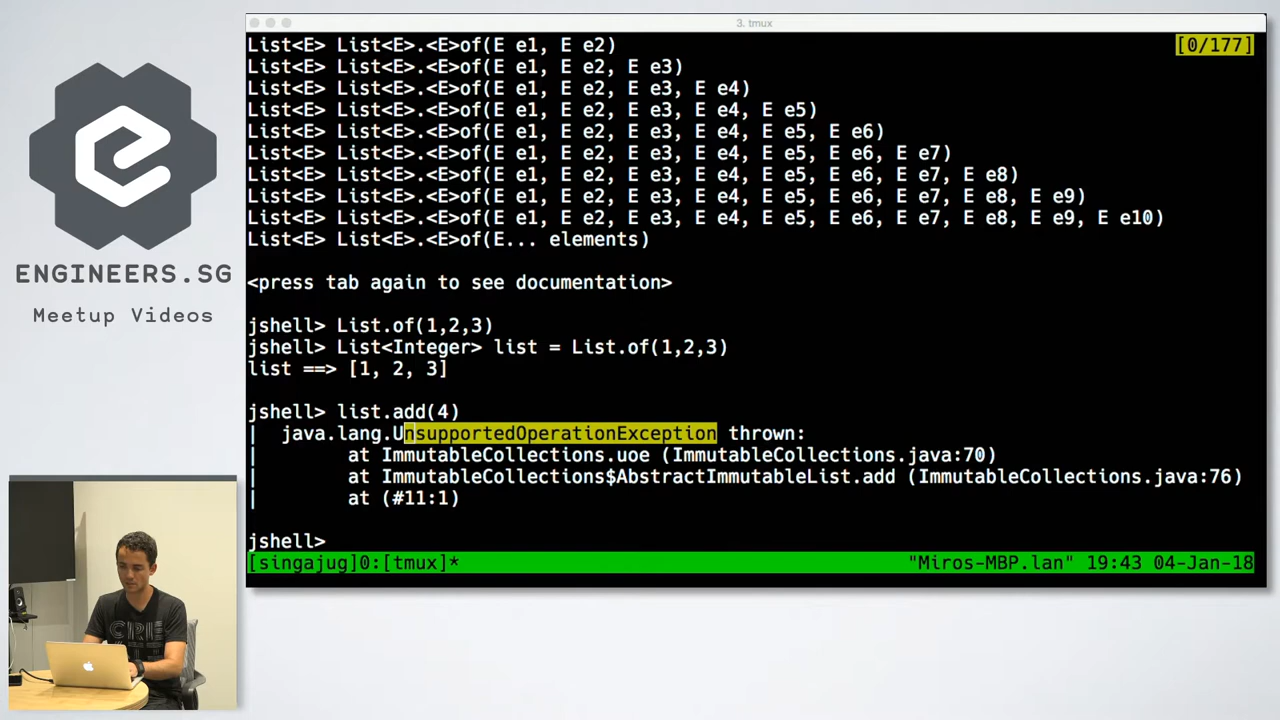 3. tmux
List<E> List<E>.<E>of(E e1, E e2)
[0/177]
List<E> List<E>.<E>of(E e1, E e2, E e3)
List<E> List<E>.<E>of(E e1, E e2, E e3, E e4)
List<E> List<E>.<E>of(E e1, E e2, E e3, E e4, E e5)
List<E> List<E>.<E>of(E e1, E e2, E e3, E e4, E e5, E e6)
List<E> List<E>.<E>of(E e1, E e2, E e3, E e4, E e5, E e6, E e7)
List<E> List<E>.<E>of(E e1, E e2, E e3, E e4, E e5, E e6, E e7, E e8)
List<E> List<E>.<E>of(E e1, E e2, E e3, E e4, E e5, E e6, E e7, E e8, E e9)
List<E> List<E>.<E>of(E e1, E e2, E e3, E e4, E e5, E e6, E e7, E e8, E e9, E e10)
List<E> List<E>.<E>of(E... elements)
<press tab again to see documentation>
jshell> List.of(1,2,3)
jshell> List<Integer> list = List.of(1,2,3)
list ==> [1, 2, 3]
jshell> list.add(4)
|  java.lang.UnsupportedOperationException thrown:
|        at ImmutableCollections.uoe (ImmutableCollections.java:70)
|        at ImmutableCollections$AbstractImmutableList.add (ImmutableCollections.java:76)
|        at (#11:1)
jshell>
[singajug]0:[tmux]*
"Miros-MBP.lan" 19:43 04-Jan-18
ENGINEERS.SG
Meetup Videos